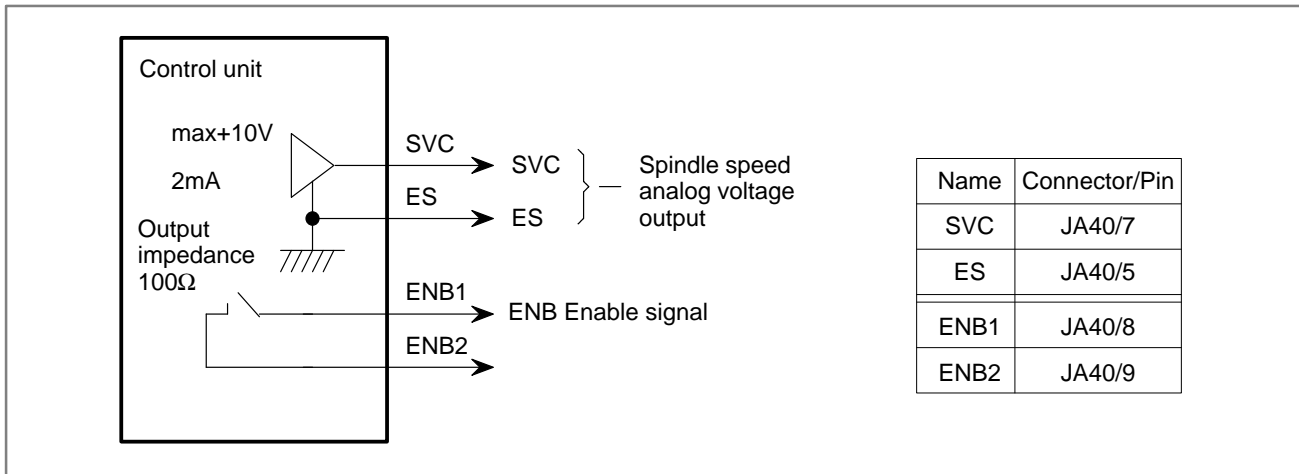 Control unit
max+10V
2mA
Output
impedance
100Ω
SVC
ES
ENB1
ENB2
SVC
ES
Spindle speed
analog voltage
output
ENB Enable signal
Name Connector/Pin
SVC JA40/7
ES JA40/5
ENB1 JA40/8
ENB2 JA40/9